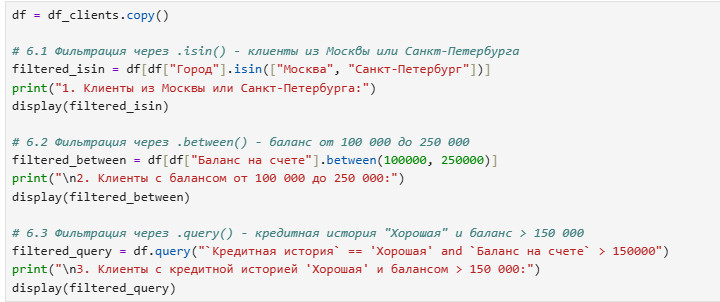 df = df_clients.copy()
# 6.1 Фильтрация через .isin() - клиенты из Москвы или Санкт-Петербурга
filtered_isin = df[df["Город"].isin(["Москва", "Санкт-Петербург"])]
print("1. Клиенты из Москвы или Санкт-Петербурга:")
display(filtered_isin)
# 6.2 Фильтрация через .between() - баланс от 100 000 до 250 000
filtered_between = df[df["Баланс на счете"].between(100000, 250000)]
print("\n2. Клиенты с балансом от 100 000 до 250 000:")
display(filtered_between)
# 6.3 Фильтрация через .query() - кредитная история "Хорошая" и баланс > 150 000
filtered_query = df.query("`Кредитная история` == 'Хорошая' and `Баланс на счете` > 150000")
print("\n3. Клиенты с кредитной историей 'Хорошая' и балансом > 150 000:")
display(filtered_query)